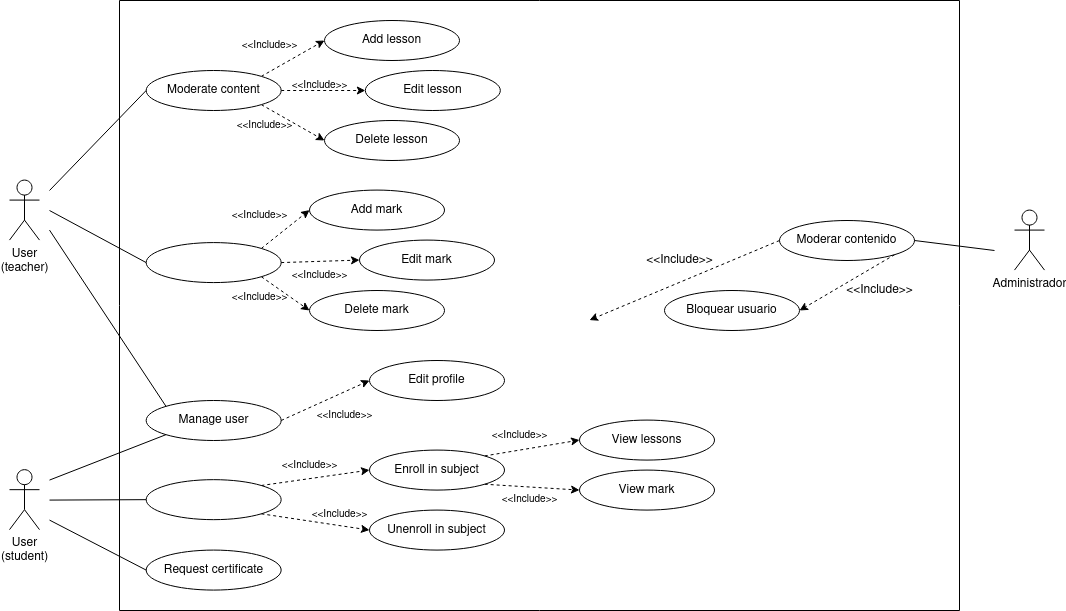 Add lesson
<<Include>>
Moderate content
<<Include>>
Edit lesson
<<Include>>
Delete lesson
User
(teacher)
<<Include>>
Add mark
<<Include>>
Edit mark
<<Include>>
Delete mark
Moderar contenido
<<Include>>
<<Include>>
Bloquear usuario
Administrador
Edit profile
<<Include>>
Manage user
<<Include>>
View lessons
<<Include>>
Enroll in subject
<<Include>>
View mark
<<Include>>
Unenroll in subject
User
(student)
Request certificate